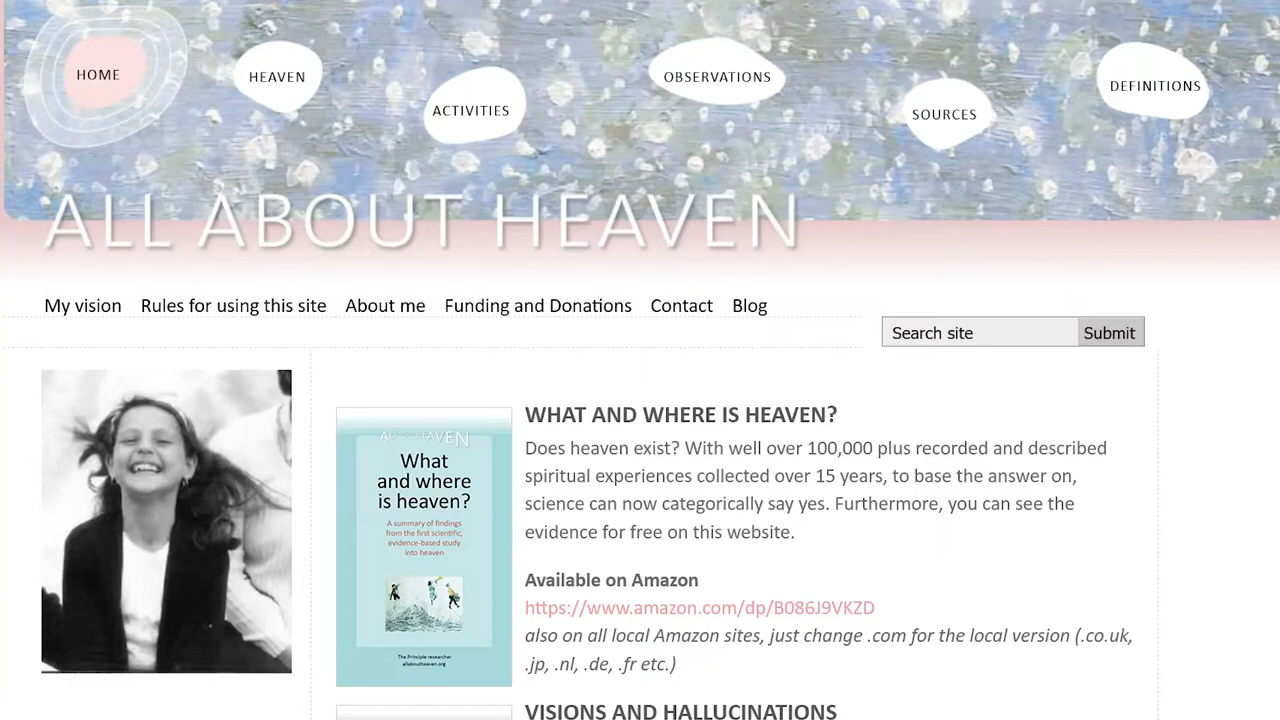 HOME
HEAVEN
ACTIVITIES
OBSERVATIONS
SOURCES
DEFINITIONS
ALL ABOUT HEAVEN
My vision Rules for using this site About me Funding and Donations Contact Blog
Search site Submit
What
and where
is heaven?
A summary of findings
from the first scientific,
evidence-based study
into heaven
The Principle researcher
allaboutheaven.org
WHAT AND WHERE IS HEAVEN?
Does heaven exist? With well over 100,000 plus recorded and described
spiritual experiences collected over 15 years, to base the answer on,
science can now categorically say yes. Furthermore, you can see the
evidence for free on this website.
Available on Amazon
https://www.amazon.com/dp/B086J9VKZD
also on all local Amazon sites, just change .com for the local version (.co.uk,
.jp, .nl, .de, .fr etc.)
VISIONS AND HALLUCINATIONS